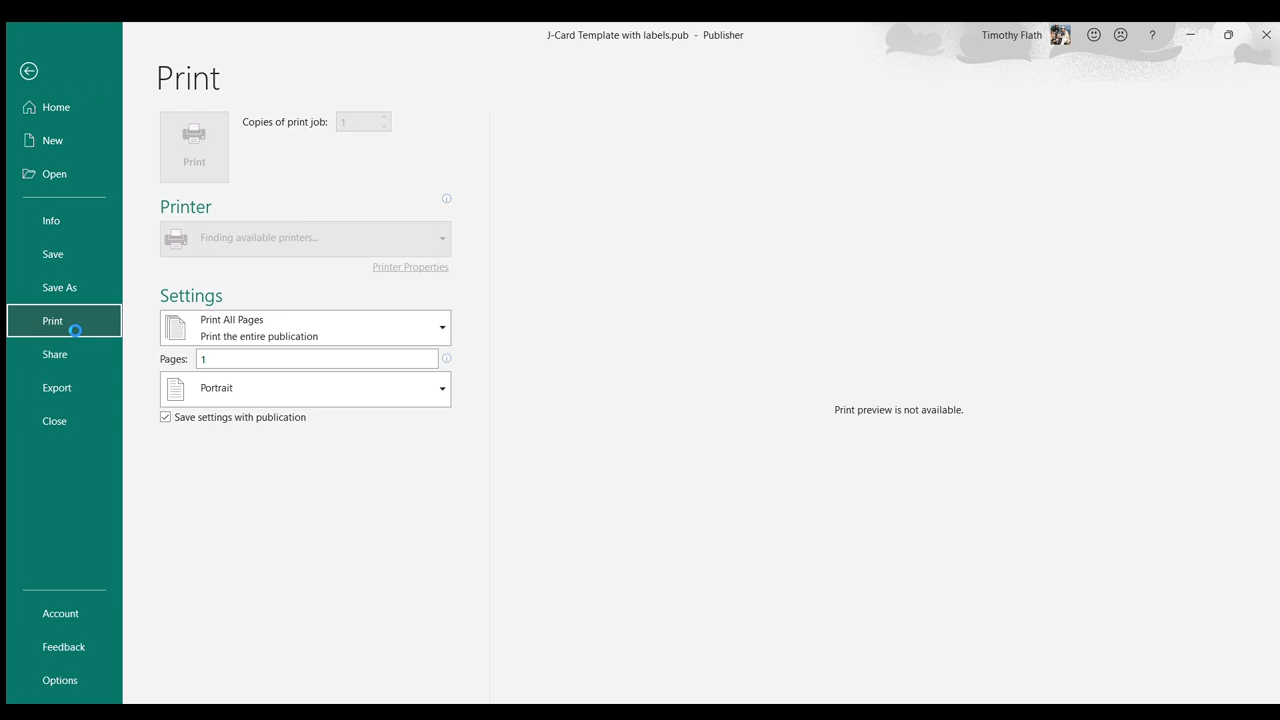 J-Card Template with labels.pub - Publisher
Timothy Flath
?
Print
Home
New
Open
Info
Save
Save As
Print
Share
Export
Close
Account
Feedback
Options
Print
Copies of print job: 1
Printer
Finding available printers...
Printer Properties
Settings
Print All Pages
Print the entire publication
Pages: 1
Portrait
Save settings with publication
Print preview is not available.